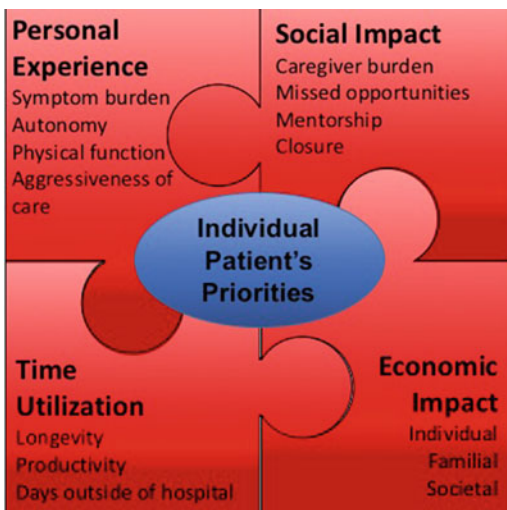 Personal
Experience
Symptom burden
Autonomy
Physical function
Aggressiveness of
care
Social Impact
Caregiver burden
Missed opportunities
Mentorship
Closure
Individual
Patient's
Priorities
Time
Utilization
Longevity
Productivity
Days outside of hospital
Economic
Impact
Individual
Familial
Societal